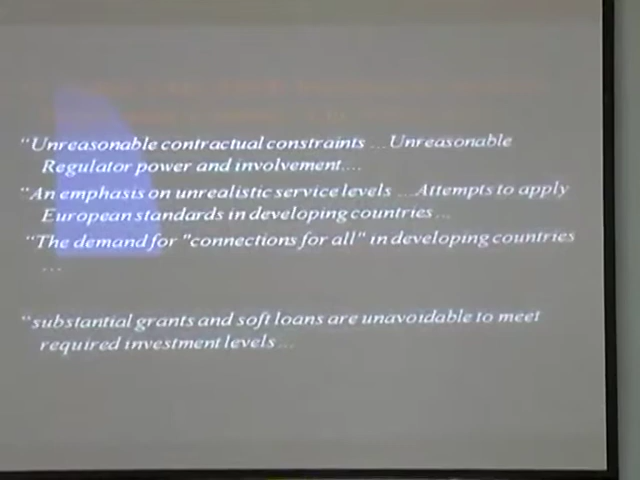 “Unreasonable contractual constraints ... Unreasonable
Regulator power and involvement....
“An emphasis on unrealistic service levels ...Attempts to apply
European standards in developing countries ...
“The demand for "connections for all" in developing countries
...
“substantial grants and soft loans are unavoidable to meet
required investment levels...